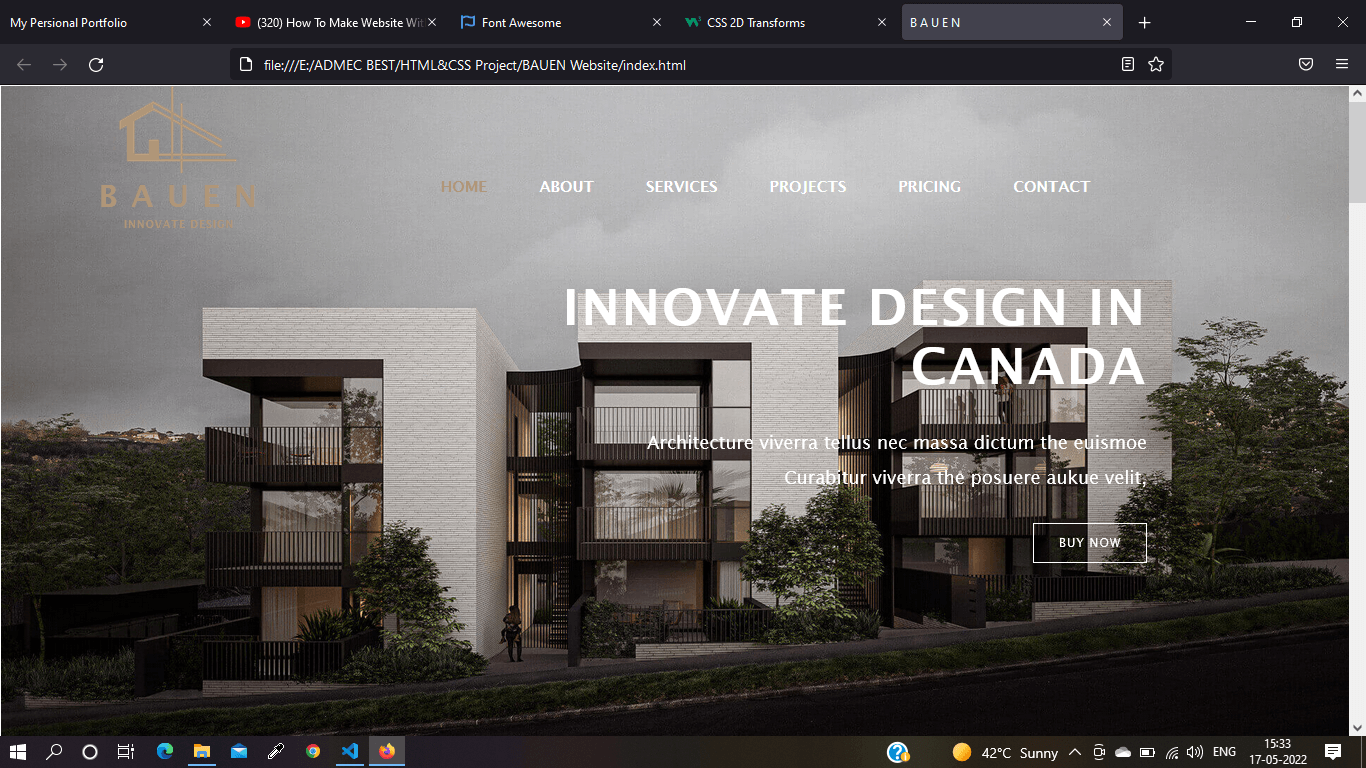 My Persional Portfolio
(320) How To Make Website Wit
Font Awesome
CSS 2D Transforms
B A U E N
file:///E:/ADMEC BEST/HTML&CSS Project/BAUEN Website/index.html
BAUEN
INNOVATE DESIGN
HOME
ABOUT
SERVICES
PROJECTS
PRICING
CONTACT
INNOVATE DESIGN IN
CANADA
Architecture viverra tellus nec massa dictum the euismoe
Curabitur viverra the posuere aukue velit,
BUY NOW
42°C Sunny
ENG
15:33
17-05-2022